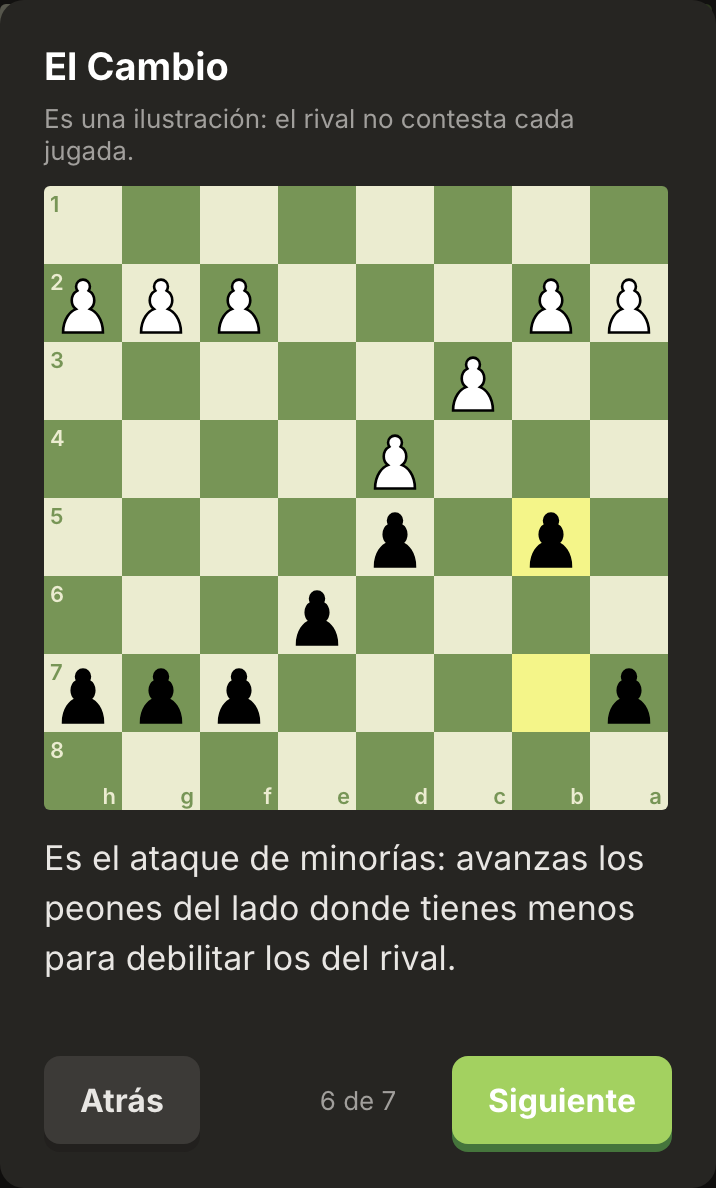 El Cambio
Es una ilustración: el rival no contesta cada
jugada.
1
2
3
4
5
6
7
8
h g f e d c b a
Es el ataque de minorías: avanzas los
peones del lado donde tienes menos
para debilitar los del rival.
Atrás 6 de 7 Siguiente